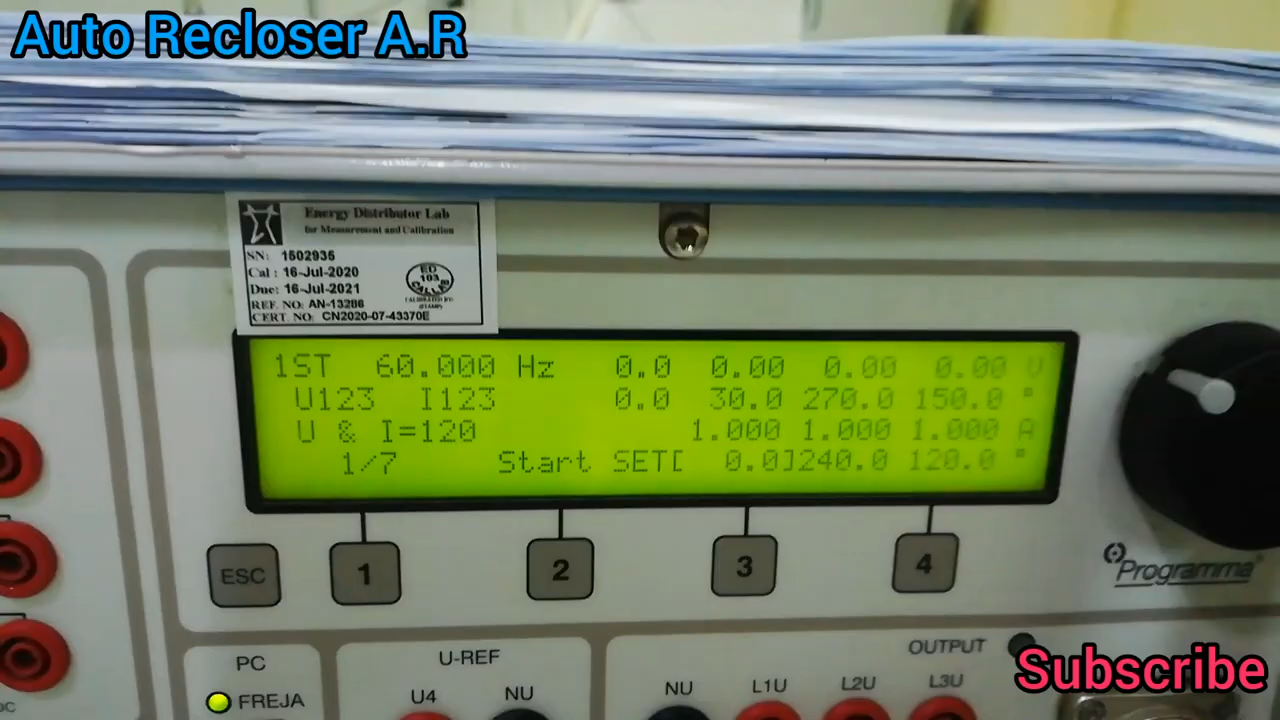 Auto Recloser A.R
Energy Distributor Lab
for Measurement and Calibration
SN: 1502935
Cal : 16-Jul-2020
Due: 16-Jul-2021
REF. NO: AN-13286
CERT. NO: CN2020-07-43370E
ED
103
1ST 60.000 Hz 0.0 0.00 0.00 0.00 V
U123 I123 0.0 30.0 270.0 150.0 °
U & I=120 1.000 1.000 1.000 A
1/7 Start SET[ 0.0]240.0 120.0 °
ESC 1 2 3 4
Programma
PC
FREJA
U-REF
U4 NU
OUTPUT
NU L1U L2U L3U
Subscribe